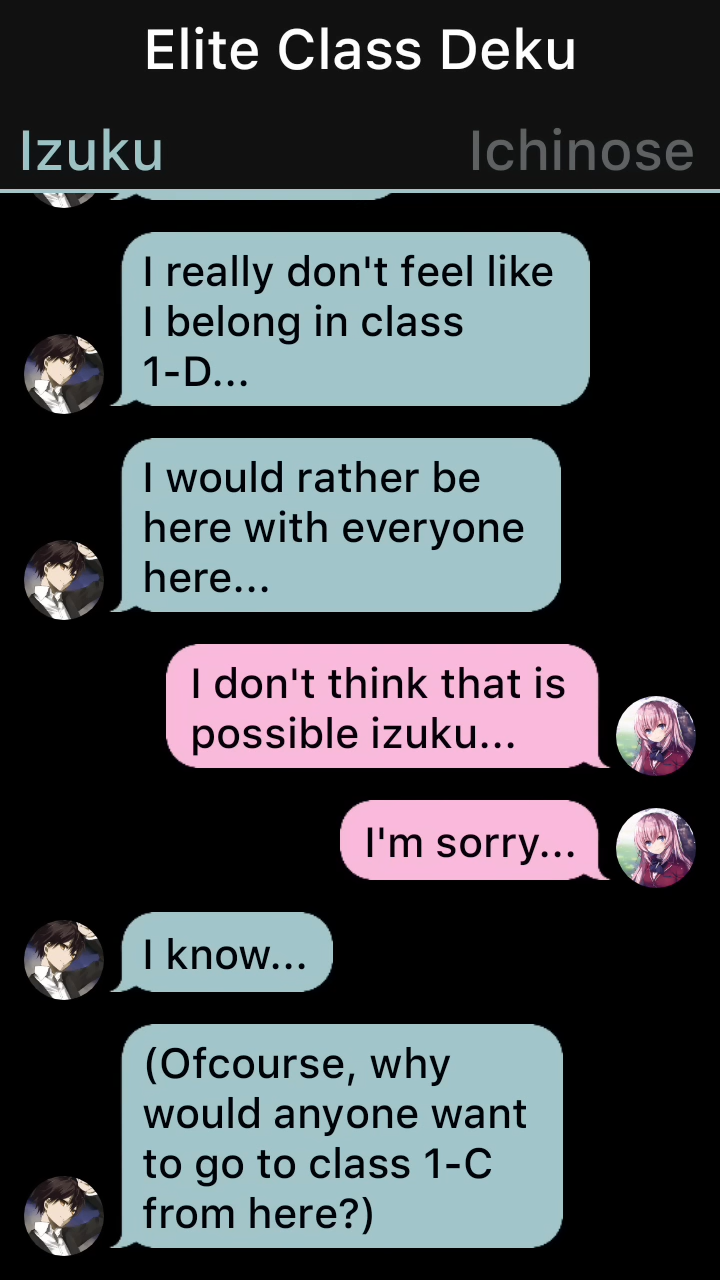 Elite Class Deku
Izuku
Ichinose
I really don't feel like
I belong in class
1-D...
I would rather be
here with everyone
here...
I don't think that is
possible izuku...
I'm sorry...
I know...
(Ofcourse, why
would anyone want
to go to class 1-C
from here?)